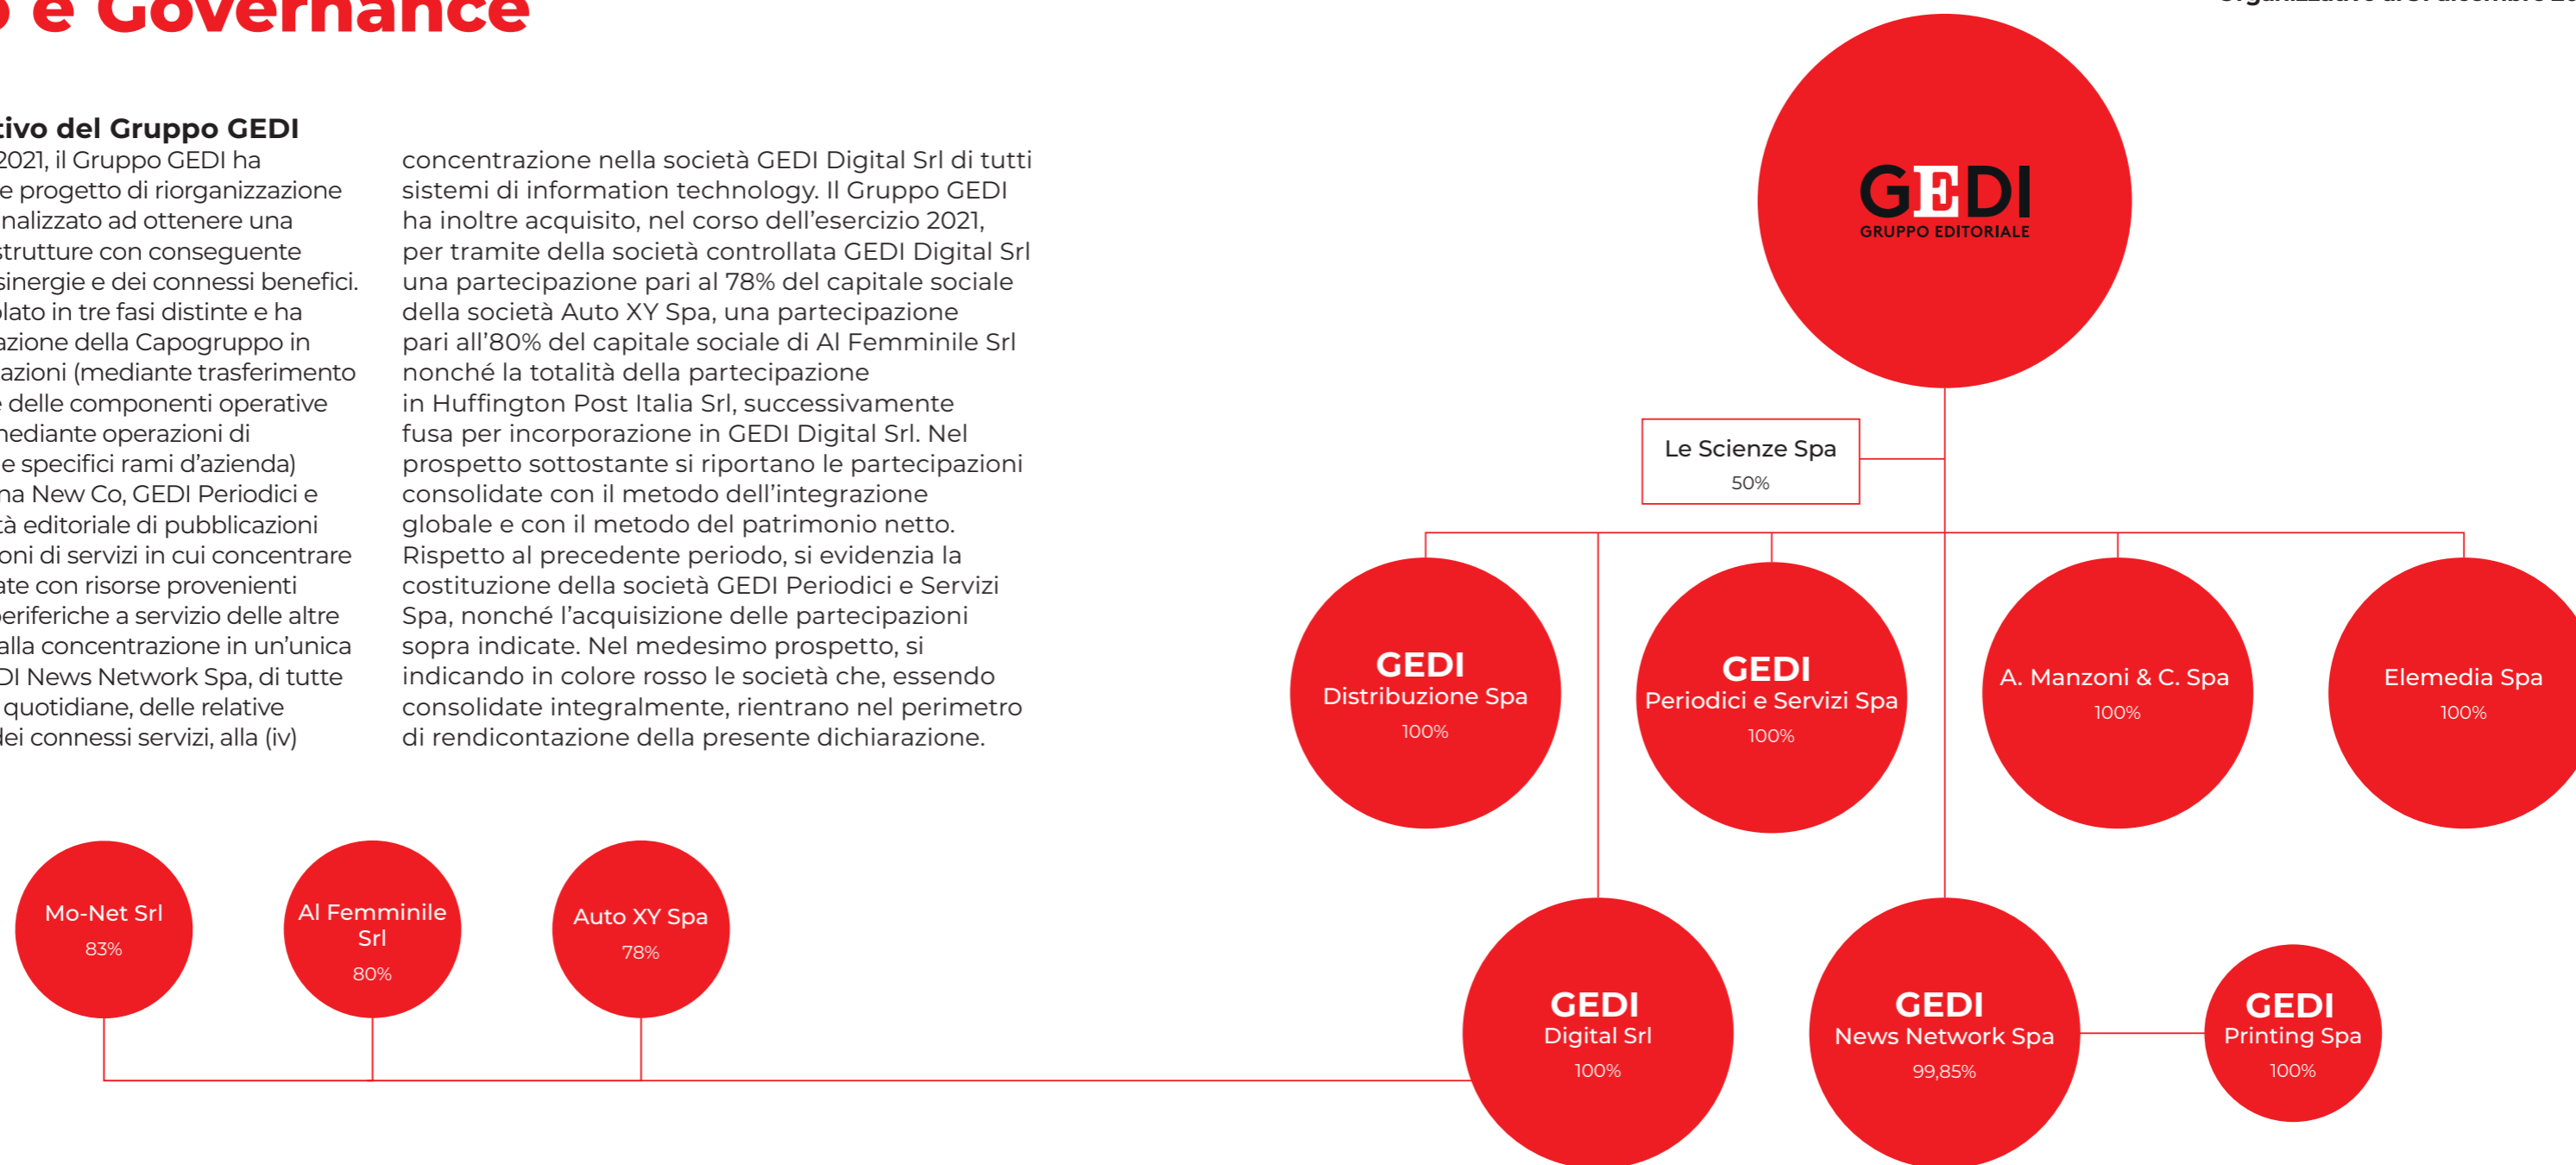 e Governance
tivo del Gruppo GEDI
2021, il Gruppo GEDI ha
e progetto di riorganizzazione
nalizzato ad ottenere una
strutture con conseguente
sinergie e dei connessi benefici.
lato in tre fasi distinte e ha
azione della Capogruppo in
azioni (mediante trasferimento
e delle componenti operative
mediante operazioni di
e specifici rami d'azienda)
na New Co, GEDI Periodici e
tà editoriale di pubblicazioni
oni di servizi in cui concentrare
ate con risorse provenienti
periferiche a servizio delle altre
alla concentrazione in un'unica
DI News Network Spa, di tutte
quotidiane, delle relative
dei connessi servizi, alla (iv)
concentrazione nella società GEDI Digital Srl di tutti
sistemi di information technology. Il Gruppo GEDI
ha inoltre acquisito, nel corso dell'esercizio 2021,
per tramite della società controllata GEDI Digital Srl
una partecipazione pari al 78% del capitale sociale
della società Auto XY Spa, una partecipazione
pari all'80% del capitale sociale di Al Femminile Srl
nonché la totalità della partecipazione
in Huffington Post Italia Srl, successivamente
fusa per incorporazione in GEDI Digital Srl. Nel
prospetto sottostante si riportano le partecipazioni
consolidate con il metodo dell'integrazione
globale e con il metodo del patrimonio netto.
Rispetto al precedente periodo, si evidenzia la
costituzione della società GEDI Periodici e Servizi
Spa, nonché l'acquisizione delle partecipazioni
sopra indicate. Nel medesimo prospetto, si
indicando in colore rosso le società che, essendo
consolidate integralmente, rientrano nel perimetro
di rendicontazione della presente dichiarazione.
GEDI
GRUPPO EDITORIALE
Le Scienze Spa
50%
GEDI
Distribuzione Spa
100%
GEDI
Periodici e Servizi Spa
100%
A. Manzoni & C. Spa
100%
Elemedia Spa
100%
Mo-Net Srl
83%
Al Femminile
Srl
80%
Auto XY Spa
78%
GEDI
Digital Srl
100%
GEDI
News Network Spa
99,85%
GEDI
Printing Spa
100%